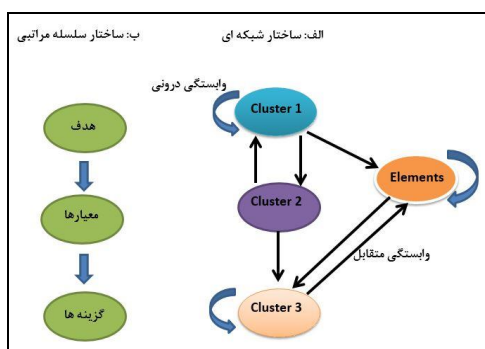 الف: ساختار شبکه ای
ب: ساختار سلسله مراتبی
وابستگی درونی
Cluster 1
هدف
Elements
Cluster 2
معیارها
وابستگی متقابل
Cluster 3
گزینه ها